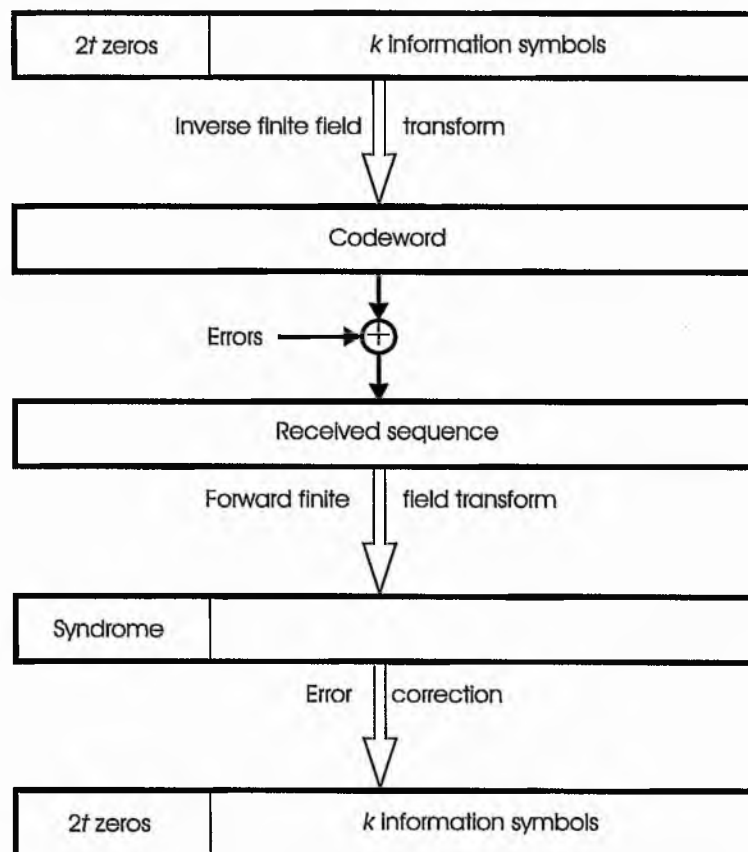 2t zeros k information symbols
Inverse finite field transform
Codeword
Errors
+
Received sequence
Forward finite field transform
Syndrome
Error correction
2t zeros k information symbols